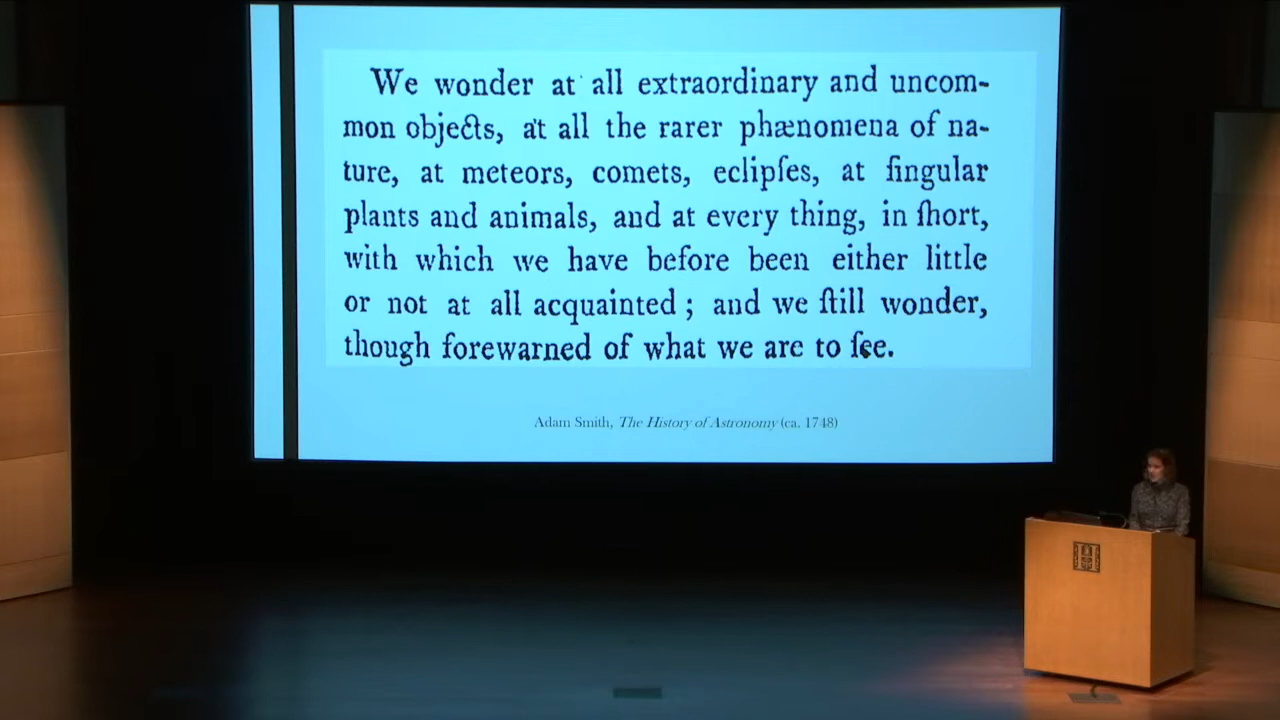 We wonder at all extraordinary and uncom-
mon objects, at all the rarer phænomena of na-
ture, at meteors, comets, eclipſes, at ſingular
plants and animals, and at every thing, in ſhort,
with which we have before been either little
or not at all acquainted ; and we ſtill wonder,
though forewarned of what we are to ſee.
Adam Smith, The History of Astronomy (ca. 1748)
H